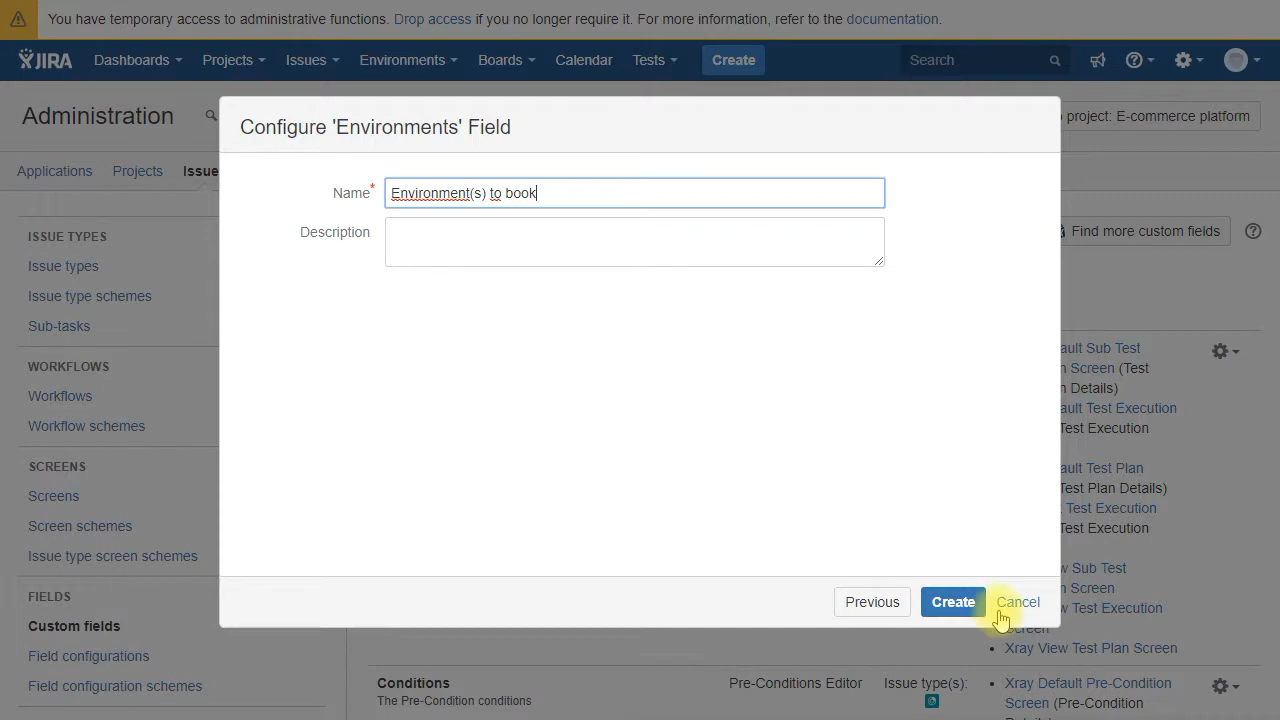 You have temporary access to administrative functions. Drop access if you no longer require it. For more information, refer to the documentation.
JIRA Dashboards Projects Issues Environments Boards Calendar Tests Create Search
Administration
project: E-commerce platform
Configure 'Environments' Field
Applications Projects Issue
Name* Environment(s) to book
Description
Find more custom fields
ISSUE TYPES
Issue types
Issue type schemes
Sub-tasks
WORKFLOWS
Workflows
Workflow schemes
SCREENS
Screens
Screen schemes
Issue type screen schemes
FIELDS
Custom fields
Field configurations
Field configuration schemes
ault Sub Test
n Screen (Test
n Details)
ault Test Execution
Test Execution
ault Test Plan
Test Plan Details)
Test Execution
Test Execution
w Sub Test
n Screen
w Test Execution
Screen
Xray View Test Plan Screen
Previous Create Cancel
Conditions
The Pre-Condition conditions
Pre-Conditions Editor
Issue type(s):
Xray Default Pre-Condition
Screen (Pre-Condition